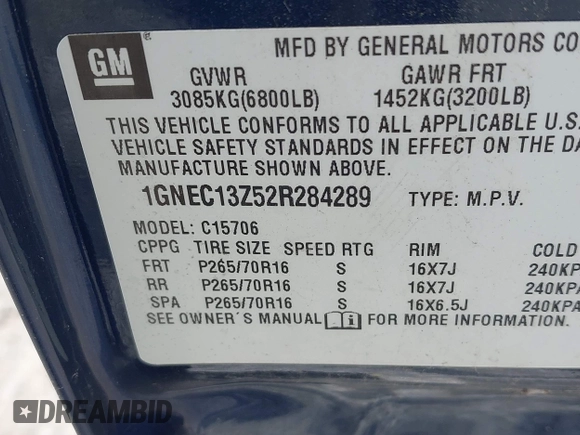 GM
MFD BY GENERAL MOTORS CO
GVWR GAWR FRT
3085KG(6800LB) 1452KG(3200LB)
THIS VEHICLE CONFORMS TO ALL APPLICABLE U.S.
VEHICLE SAFETY STANDARDS IN EFFECT ON THE DA
MANUFACTURE SHOWN ABOVE.
1GNEC13Z52R284289 TYPE: M.P.V.
MODEL: C15706
CPPG TIRE SIZE SPEED RTG RIM COLD
FRT P265/70R16 S 16X7J 240KP
RR P265/70R16 S 16X7J 240KPA
SPA P265/70R16 S 16X6.5J 240KPA
SEE OWNER'S MANUAL FOR MORE INFORMATION.
DREAMBID